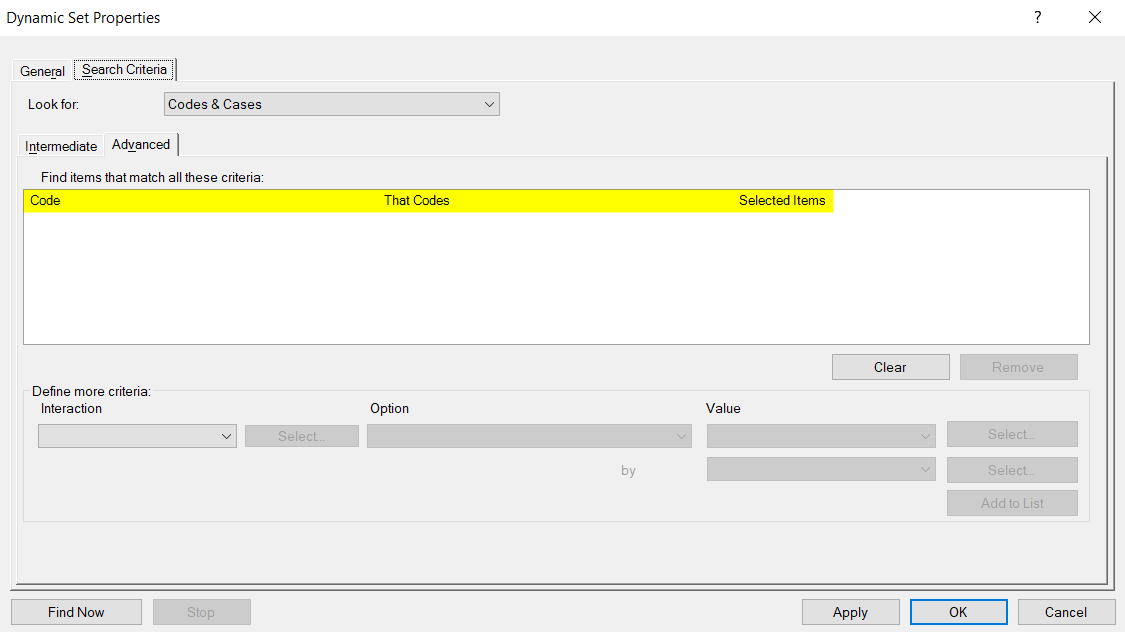 Dynamic Set Properties ?
General Search Criteria
Look for: Codes & Cases
Intermediate Advanced
Find items that match all these criteria:
Code That Codes Selected Items
Clear Remove
Define more criteria:
Interaction Option Value
Select... Select...
by Select...
Add to List
Find Now Stop Apply OK Cancel